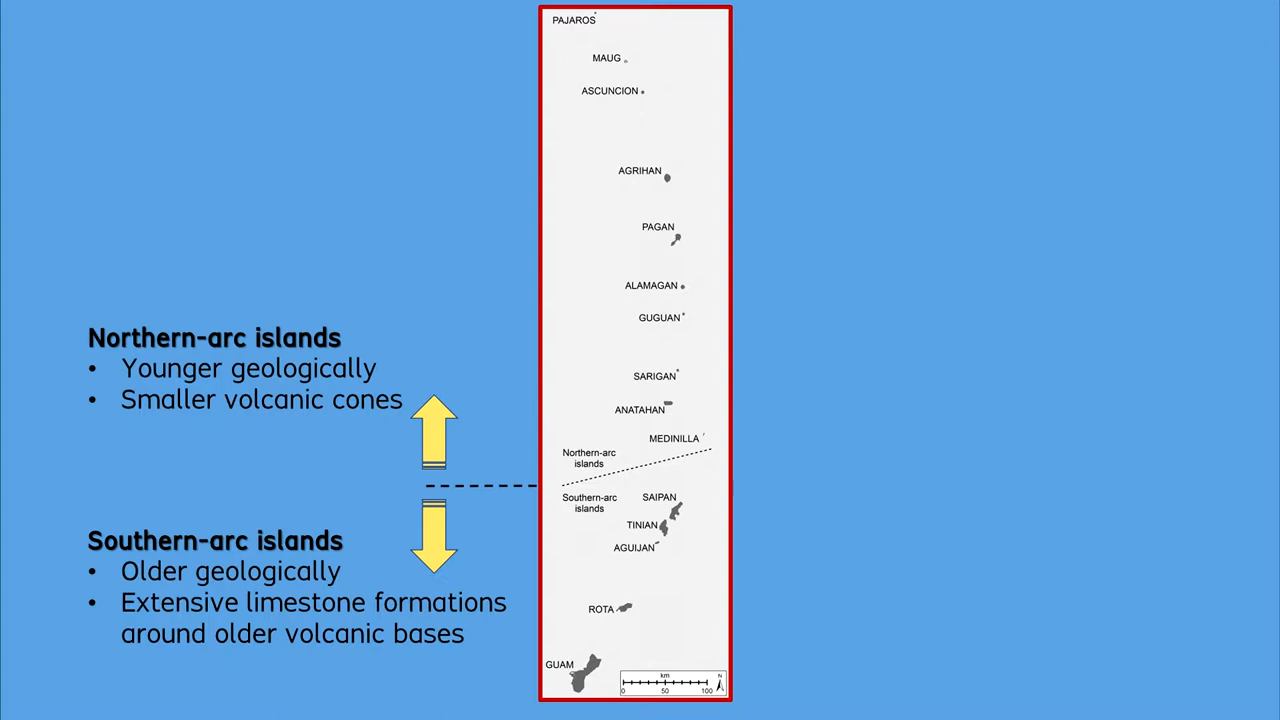 PAJAROS
MAUG
ASCUNCION
AGRIHAN
PAGAN
ALAMAGAN
GUGUAN
SARIGAN
ANATAHAN
MEDINILLA
Northern-arc
islands
Southern-arc
islands
SAIPAN
TINIAN
AGUIJAN
ROTA
GUAM
km
N
0 50 100
Northern-arc islands
• Younger geologically
• Smaller volcanic cones
Southern-arc islands
• Older geologically
• Extensive limestone formations
around older volcanic bases